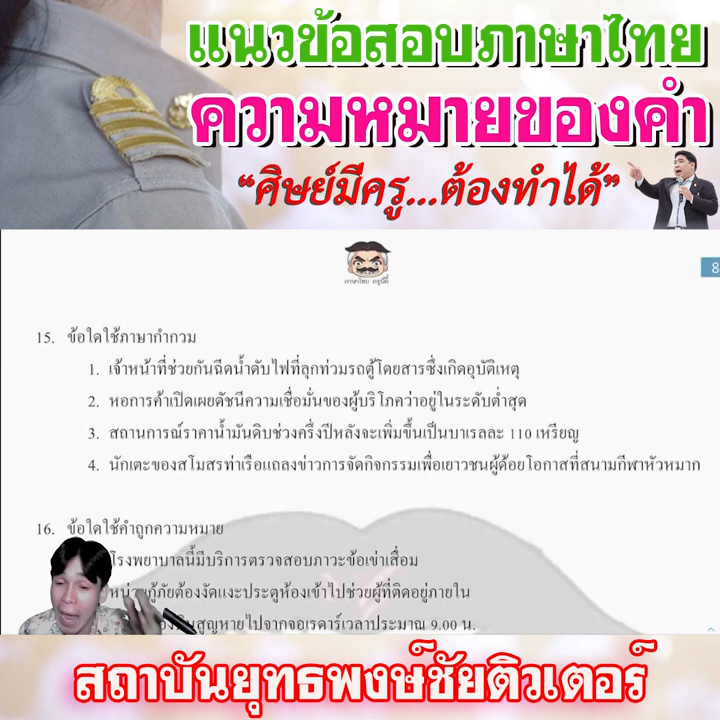 แนวข้อสอบภาษาไทย
ความหมายของคำ
“ศิษย์มีครู...ต้องทำได้”
ภาษาไทย ครูพี่ตี้
8
15. ข้อใดใช้ภาษากำกวม
1. เจ้าหน้าที่ช่วยกันฉีดน้ำดับไฟที่ลุกท่วมรถตู้โดยสารซึ่งเกิดอุบัติเหตุ
2. หอการค้าเปิดเผยดัชนีความเชื่อมั่นของผู้บริโภคว่าอยู่ในระดับต่ำสุด
3. สถานการณ์ราคาน้ำมันดิบช่วงครึ่งปีหลังจะเพิ่มขึ้นเป็นบาเรลละ 110 เหรียญ
4. นักเตะของสโมสรท่าเรือแถลงข่าวการจัดกิจกรรมเพื่อเยาวชนผู้ด้อยโอกาสที่สนามกีฬาหัวหมาก
16. ข้อใดใช้คำถูกความหมาย
โรงพยาบาลนี้มีบริการตรวจสอบภาวะข้อเข่าเสื่อม
หน่วยกู้ภัยต้องงัดแงะประตูห้องเข้าไปช่วยผู้ที่ติดอยู่ภายใน
สูญหายไปจากจอเรดาร์เวลาประมาณ 9.00 น.
สถาบันยุทธพงษ์ชัยติวเตอร์